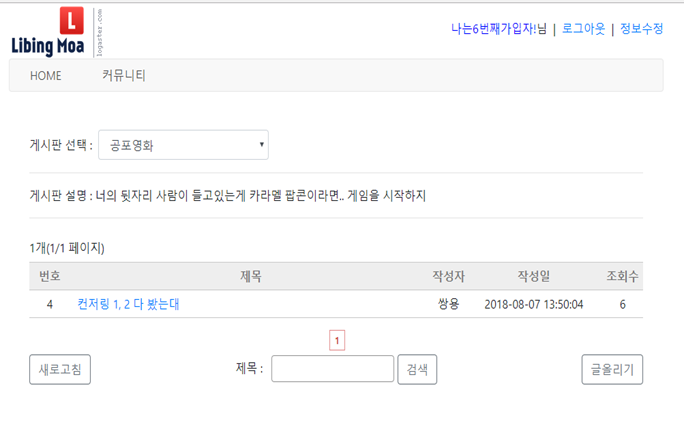 L
Libing Moa
logaster.com
나는6번째가입자!님 | 로그아웃 | 정보수정
HOME 커뮤니티
게시판 선택 : 공포영화
게시판 설명 : 너의 뒷자리 사람이 들고있는게 카라멜 팝콘이라면.. 게임을 시작하지
1개(1/1 페이지)
번호 제목 작성자 작성일 조회수
4 컨저링 1, 2 다 봤는대 쌍용 2018-08-07 13:50:04 6
1
새로고침 제목 : 검색 글올리기